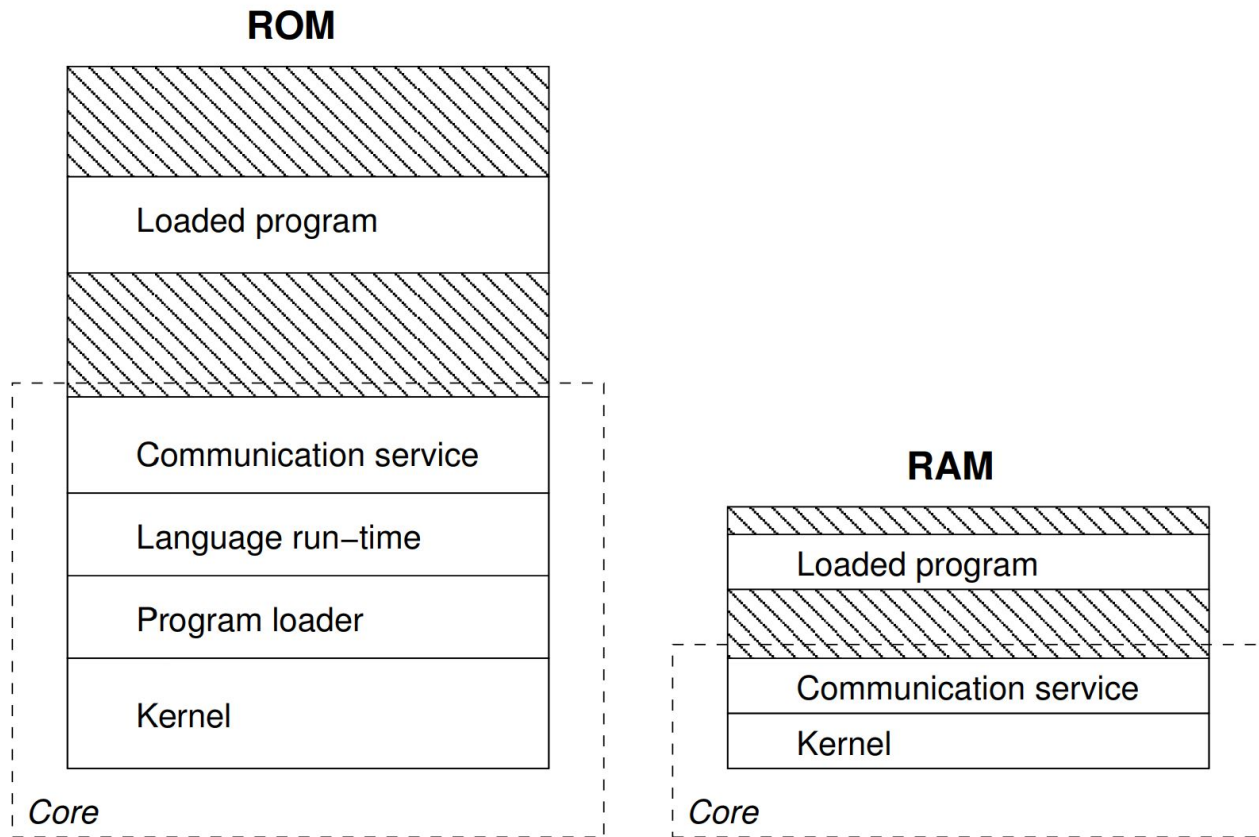 ROM
Loaded program
Communication service
Language run−time
Program loader
Kernel
Core
RAM
Loaded program
Communication service
Kernel
Core